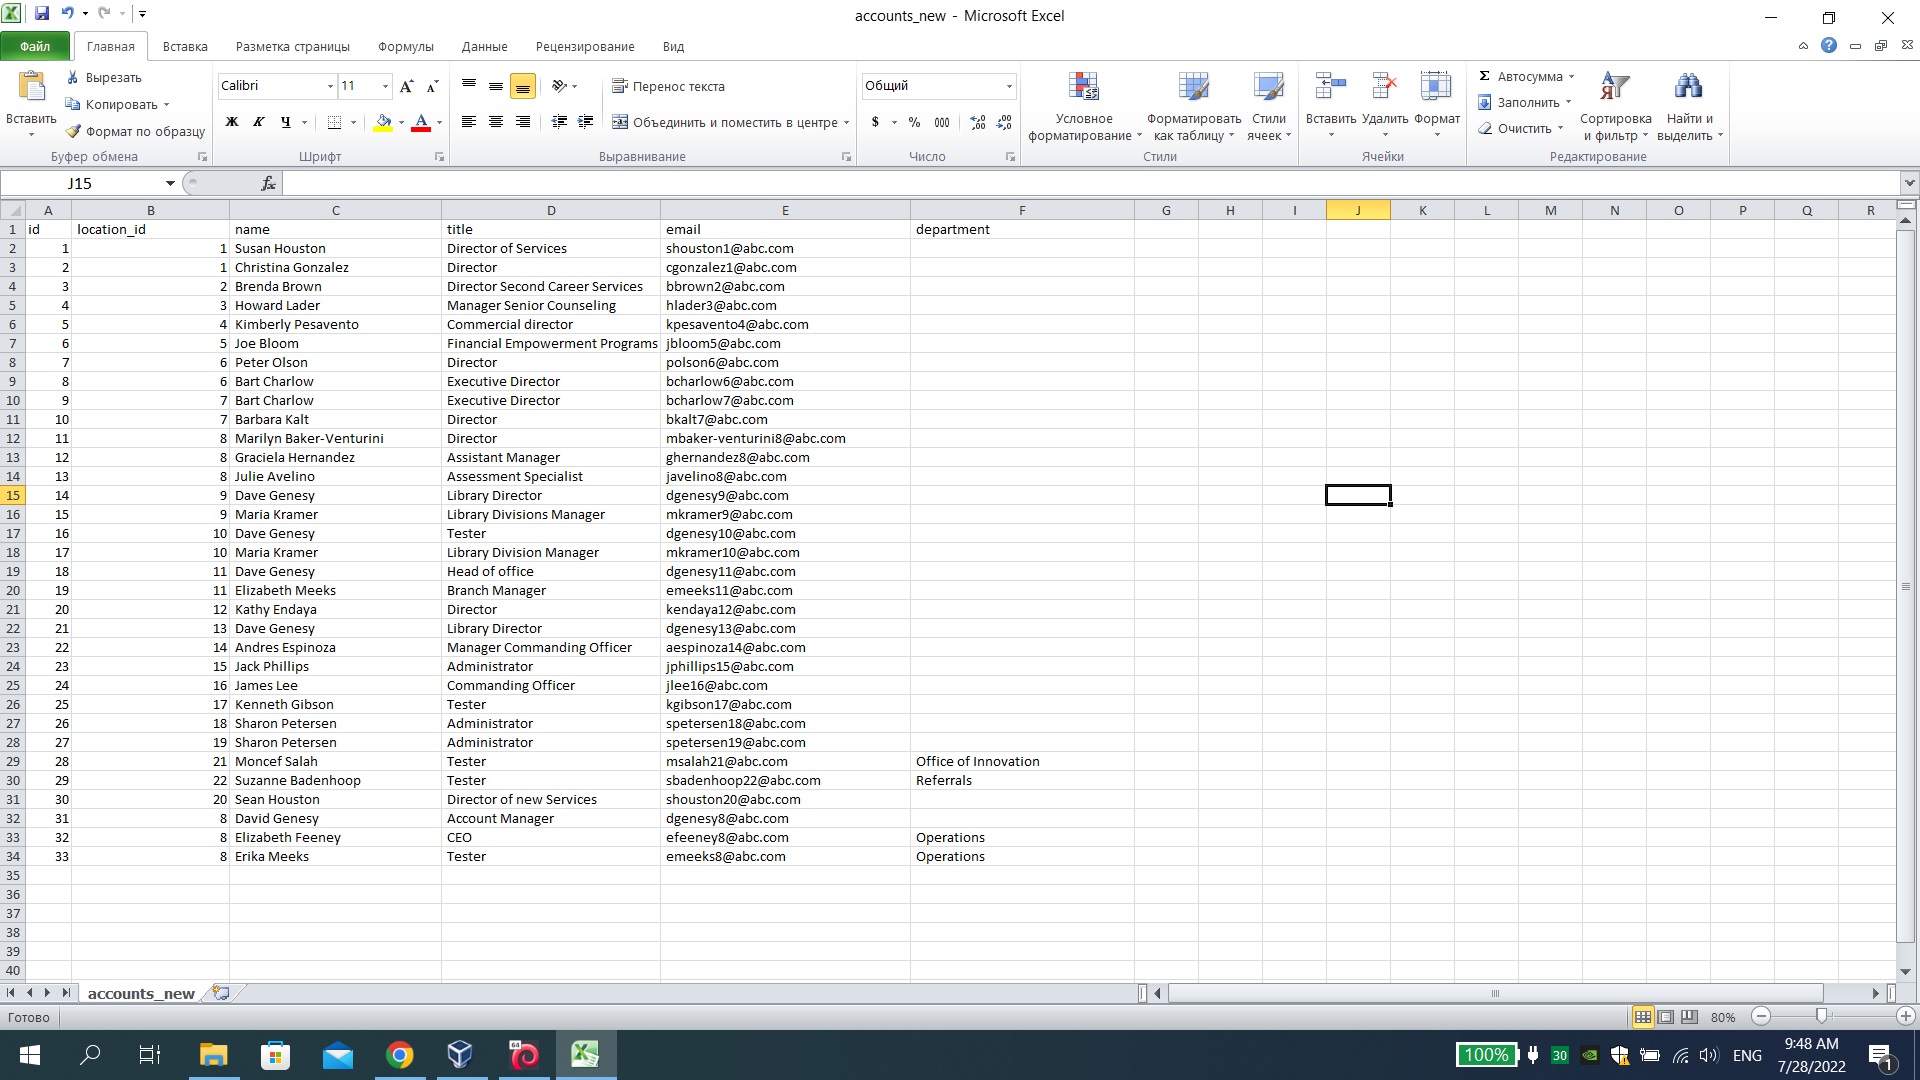 accounts_new - Microsoft Excel
Файл Главная Вставка Разметка страницы Формулы Данные Рецензирование Вид
Вставить
Вырезать
Копировать
Формат по образцу
Буфер обмена
Calibri 11
Ж К Ч А
Шрифт
Перенос текста
Объединить и поместить в центре
Выравнивание
Общий
$ % 000
Число
Условное форматирование
Форматировать как таблицу
Стили ячеек
Стили
Вставить Удалить Формат
Ячейки
Σ Автосумма
Заполнить
Очистить
Сортировка и фильтр
Найти и выделить
Редактирование
J15 fx
A B C D E F G H I J K L M N O P Q R
1 id location_id name title email department
2 1 1 Susan Houston Director of Services shouston1@abc.com
3 2 1 Christina Gonzalez Director cgonzalez1@abc.com
4 3 2 Brenda Brown Director Second Career Services bbrown2@abc.com
5 4 3 Howard Lader Manager Senior Counseling hlader3@abc.com
6 5 4 Kimberly Pesavento Commercial director kpesavento4@abc.com
7 6 5 Joe Bloom Financial Empowerment Programs jbloom5@abc.com
8 7 6 Peter Olson Director polson6@abc.com
9 8 6 Bart Charlow Executive Director bcharlow6@abc.com
10 9 7 Bart Charlow Executive Director bcharlow7@abc.com
11 10 7 Barbara Kalt Director bkalt7@abc.com
12 11 8 Marilyn Baker-Venturini Director mbaker-venturini8@abc.com
13 12 8 Graciela Hernandez Assistant Manager ghernandez8@abc.com
14 13 8 Julie Avelino Assessment Specialist javelino8@abc.com
15 14 9 Dave Genesy Library Director dgenesy9@abc.com
16 15 9 Maria Kramer Library Divisions Manager mkramer9@abc.com
17 16 10 Dave Genesy Tester dgenesy10@abc.com
18 17 10 Maria Kramer Library Division Manager mkramer10@abc.com
19 18 11 Dave Genesy Head of office dgenesy11@abc.com
20 19 11 Elizabeth Meeks Branch Manager emeeks11@abc.com
21 20 12 Kathy Endaya Director kendaya12@abc.com
22 21 13 Dave Genesy Library Director dgenesy13@abc.com
23 22 14 Andres Espinoza Manager Commanding Officer aespinoza14@abc.com
24 23 15 Jack Phillips Administrator jphillips15@abc.com
25 24 16 James Lee Commanding Officer jlee16@abc.com
26 25 17 Kenneth Gibson Tester kgibson17@abc.com
27 26 18 Sharon Petersen Administrator spetersen18@abc.com
28 27 19 Sharon Petersen Administrator spetersen19@abc.com
29 28 21 Moncef Salah Tester msalah21@abc.com Office of Innovation
30 29 22 Suzanne Badenhoop Tester sbadenhoop22@abc.com Referrals
31 30 20 Sean Houston Director of new Services shouston20@abc.com
32 31 8 David Genesy Account Manager dgenesy8@abc.com
33 32 8 Elizabeth Feeney CEO efeeney8@abc.com Operations
34 33 8 Erika Meeks Tester emeeks8@abc.com Operations
35
36
37
38
39
40
accounts_new
Готово 80%
100% 30 ENG 9:48 AM
7/28/2022 1